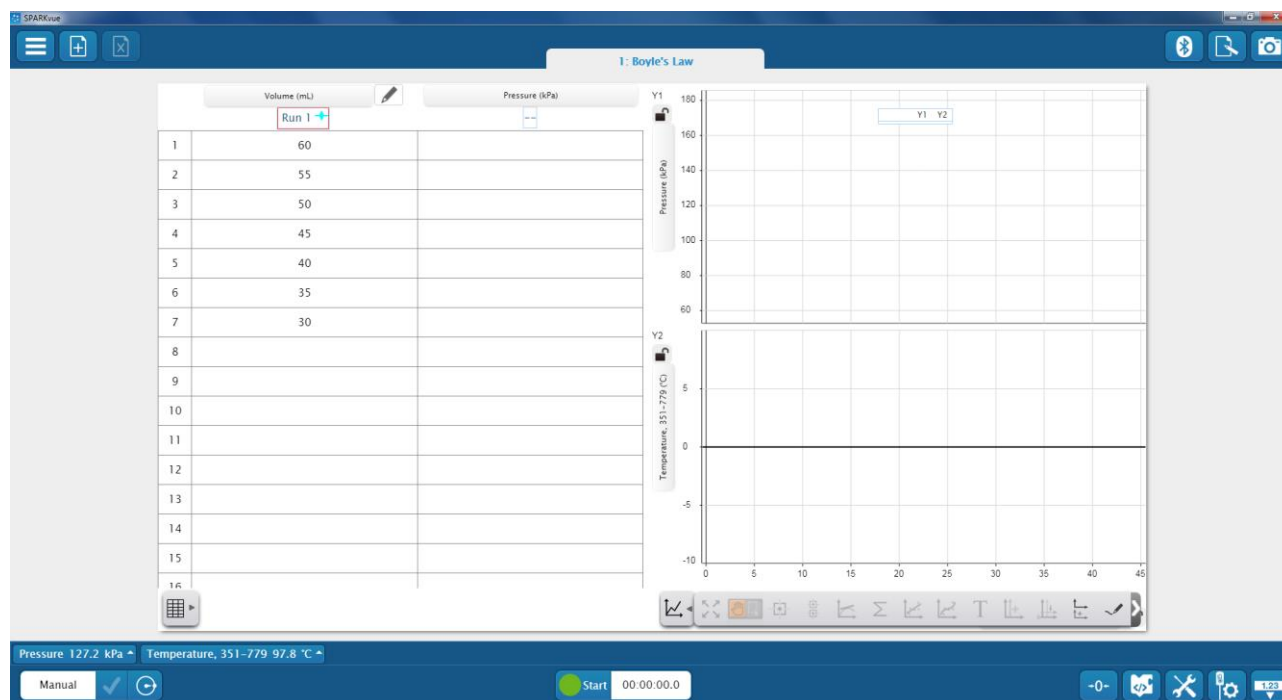 SPARKvue
1: Boyle's Law
Volume (mL) Pressure (kPa)
Run 1 --
1 60
2 55
3 50
4 45
5 40
6 35
7 30
8
9
10
11
12
13
14
15
16
Y1
Pressure (kPa)
180
160
140
120
100
80
60
Y1 Y2
Y2
Temperature, 351-779 (°C)
5
0
-5
-10
0 5 10 15 20 25 30 35 40 45
Pressure 127.2 kPa Temperature, 351-779 97.8 °C
Manual Start 00:00:00.0 -0- 1.23